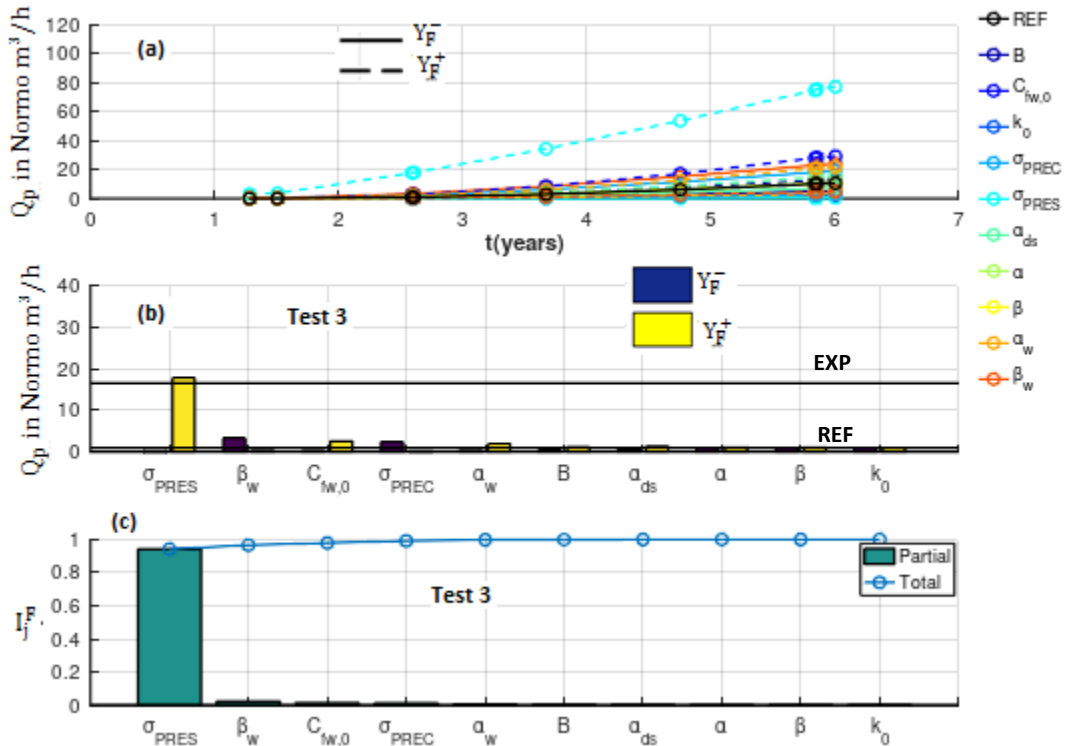 (a)
Y_F^-
Y_F^+
Q_p in Normo m³/h
120
100
80
60
40
20
0
0 1 2 3 4 5 6 7
t(years)
REF
B
C_fw,0
k_0
σ_PREC
σ_PRES
α_ds
α
β
α_w
β_w
(b)
Test 3
Y_F^-
Y_F^+
Q_p in Normo m³/h
40
30
20
10
0
EXP
REF
σ_PRES β_w C_fw,0 σ_PREC α_w B α_ds α β k_0
(c)
Test 3
I_j^F
1
0.8
0.6
0.4
0.2
0
Partial
Total
σ_PRES β_w C_fw,0 σ_PREC α_w B α_ds α β k_0